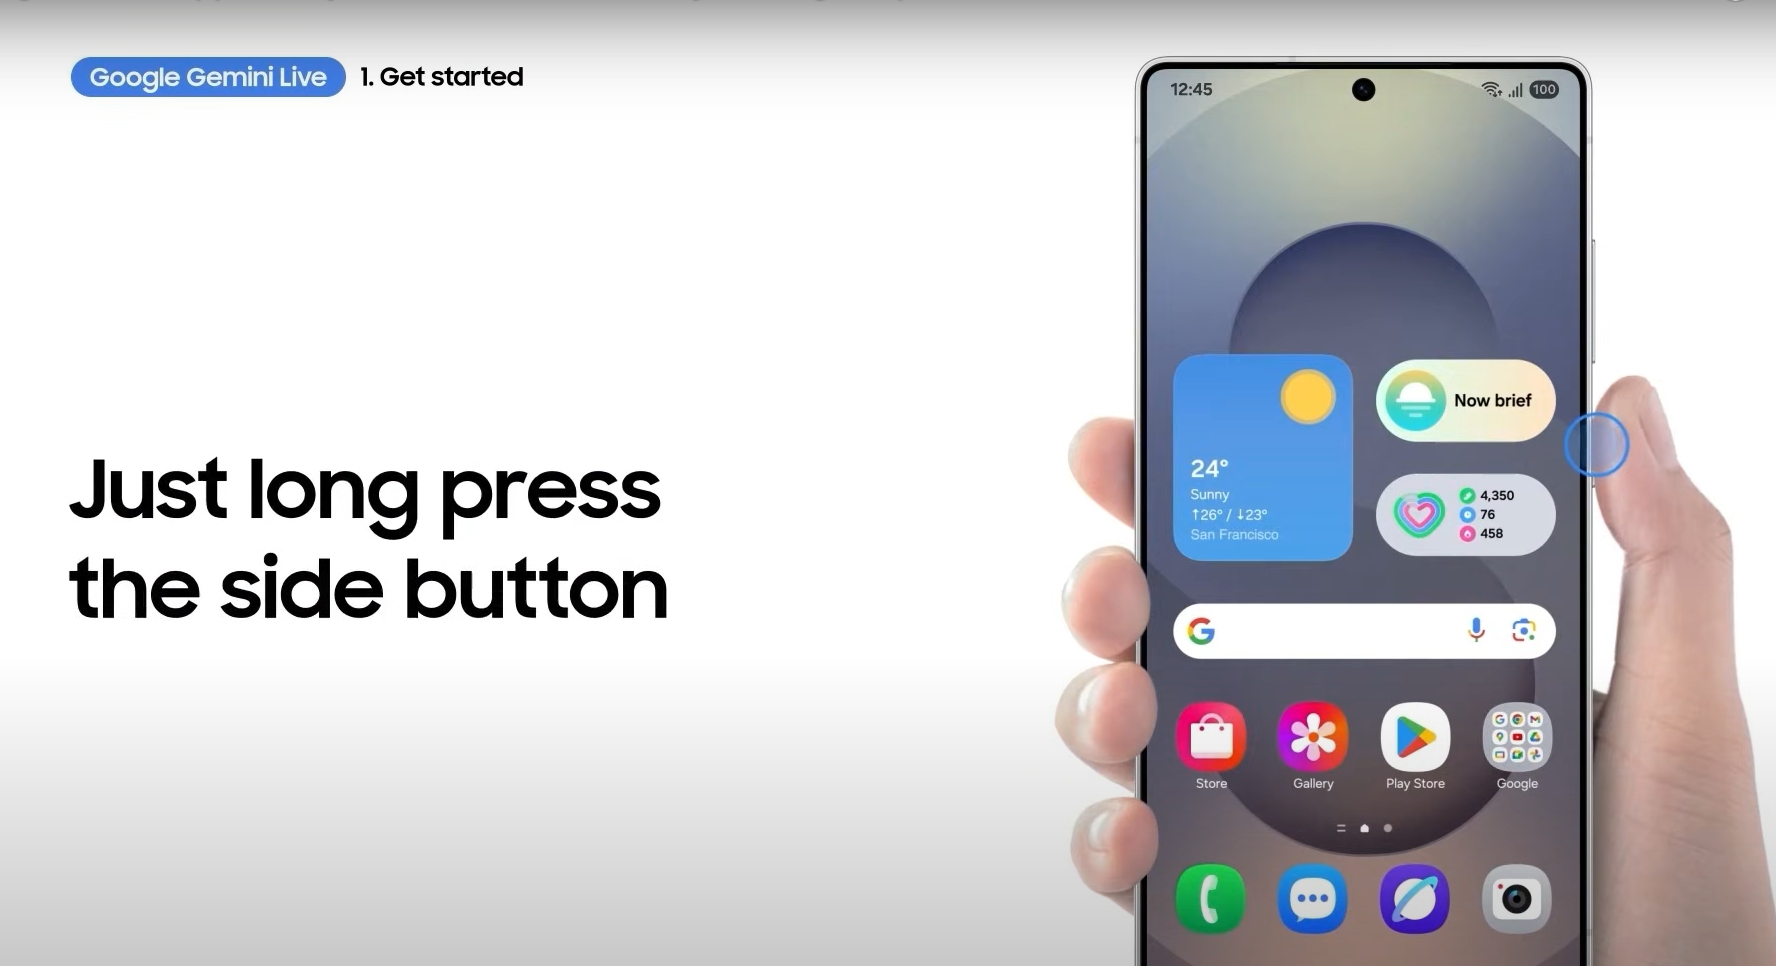 Google Gemini Live 1. Get started
12:45
100
Just long press
the side button
24°
Sunny
↑26° / ↓23°
San Francisco
Now brief
4,350
76
458
G
Store
Gallery
Play Store
Google